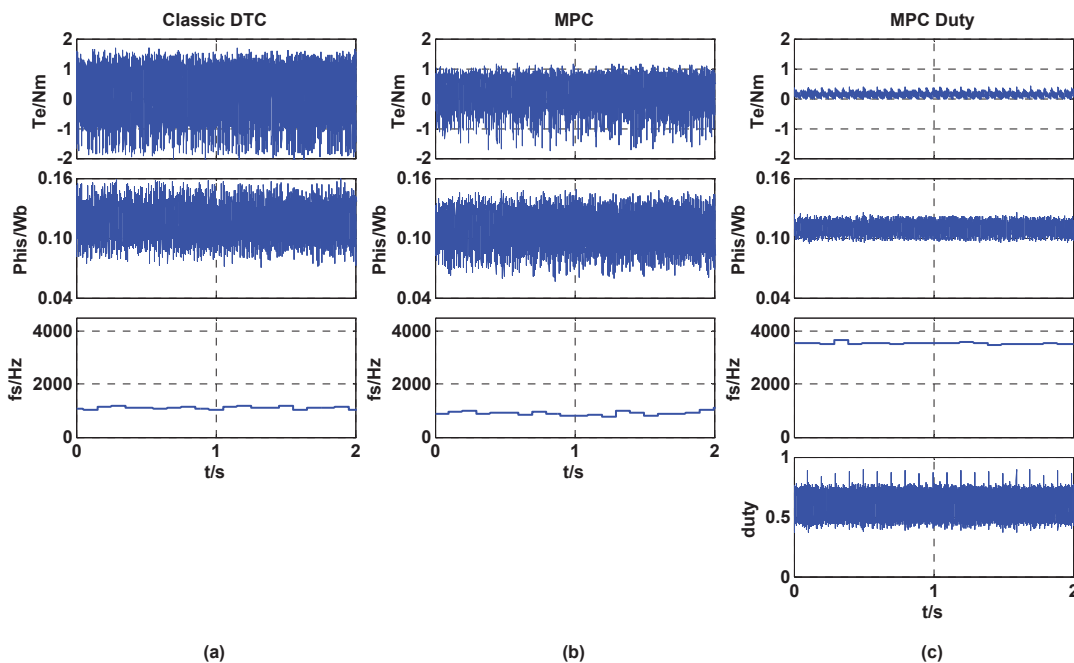 Classic DTC
MPC
MPC Duty
2
1
0
-1
-2
Te/Nm
2
1
0
-1
-2
Te/Nm
2
1
0
-1
-2
Te/Nm
0.16
0.10
0.04
Phis/Wb
0.16
0.10
0.04
Phis/Wb
0.16
0.10
0.04
Phis/Wb
4000
2000
0
fs/Hz
0 1 2
t/s
4000
2000
0
fs/Hz
0 1 2
t/s
4000
2000
0
fs/Hz
1
0.5
0
duty
0 1 2
t/s
(a)
(b)
(c)